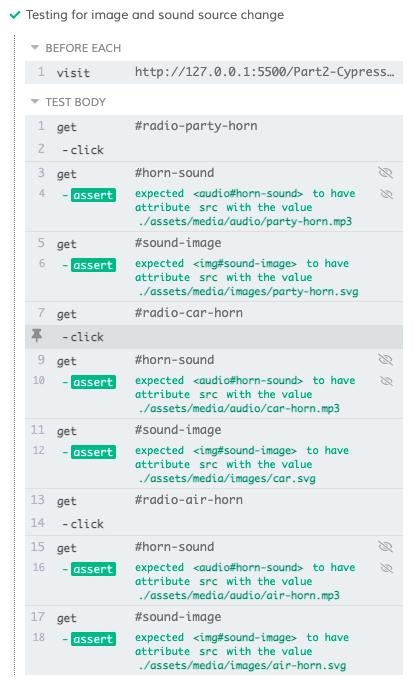 Testing for image and sound source change
BEFORE EACH
1 visit http://127.0.0.1:5500/Part2-Cypress…
TEST BODY
1 get #radio-party-horn
2 -click
3 get #horn-sound
4 -assert expected <audio#horn-sound> to have
attribute src with the value
./assets/media/audio/party-horn.mp3
5 get #sound-image
6 -assert expected <img#sound-image> to have
attribute src with the value
./assets/media/images/party-horn.svg
7 get #radio-car-horn
-click
9 get #horn-sound
10 -assert expected <audio#horn-sound> to have
attribute src with the value
./assets/media/audio/car-horn.mp3
11 get #sound-image
12 -assert expected <img#sound-image> to have
attribute src with the value
./assets/media/images/car.svg
13 get #radio-air-horn
14 -click
15 get #horn-sound
16 -assert expected <audio#horn-sound> to have
attribute src with the value
./assets/media/audio/air-horn.mp3
17 get #sound-image
18 -assert expected <img#sound-image> to have
attribute src with the value
./assets/media/images/air-horn.svg